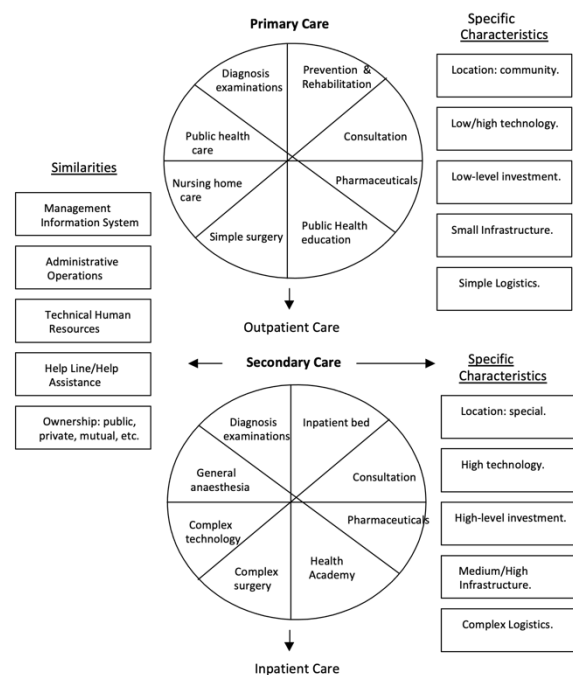 Primary Care
Specific
Characteristics
Diagnosis
examinations
Prevention &
Rehabilitation
Public health
care
Consultation
Nursing home
care
Pharmaceuticals
Simple surgery
Public Health
education
Location: community.
Low/high technology.
Low-level investment.
Small Infrastructure.
Simple Logistics.
Similarities
Management
Information System
Administrative
Operations
Technical Human
Resources
Help Line/Help
Assistance
Ownership: public,
private, mutual, etc.
Outpatient Care
Secondary Care
Specific
Characteristics
Diagnosis
examinations
Inpatient bed
General
anaesthesia
Consultation
Complex
technology
Pharmaceuticals
Complex
surgery
Health
Academy
Location: special.
High technology.
High-level investment.
Medium/High
Infrastructure.
Complex Logistics.
Inpatient Care